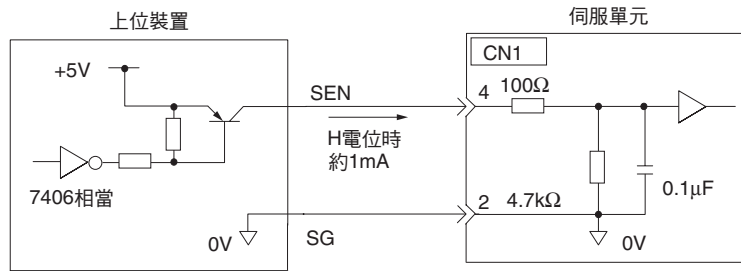 上位裝置
伺服單元
CN1
+5V
SEN
4
100Ω
H電位時
約1mA
7406相當
2
4.7kΩ
0.1μF
0V
SG
0V